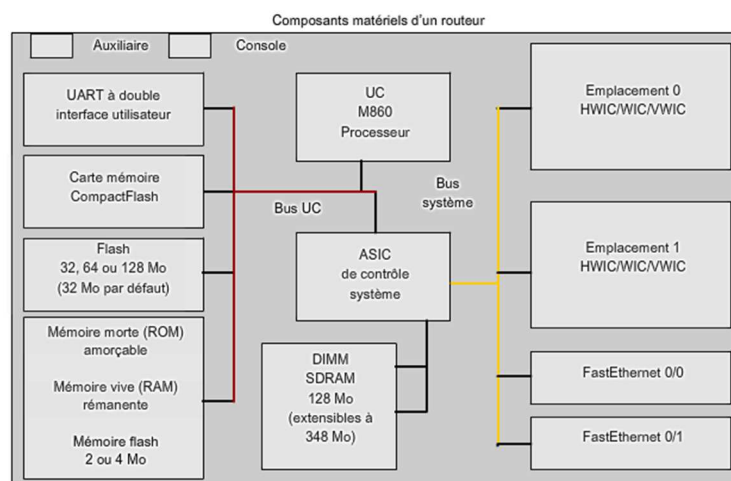 Composants matériels d'un routeur
Auxiliaire
Console
UART à double
interface utilisateur
Carte mémoire
CompactFlash
Flash
32, 64 ou 128 Mo
(32 Mo par défaut)
Mémoire morte (ROM)
amorçable
Mémoire vive (RAM)
rémanente
Mémoire flash
2 ou 4 Mo
UC
M860
Processeur
Bus UC
Bus
système
ASIC
de contrôle
système
DIMM
SDRAM
128 Mo
(extensibles à
348 Mo)
Emplacement 0
HWIC/WIC/VWIC
Emplacement 1
HWIC/WIC/VWIC
FastEthernet 0/0
FastEthernet 0/1